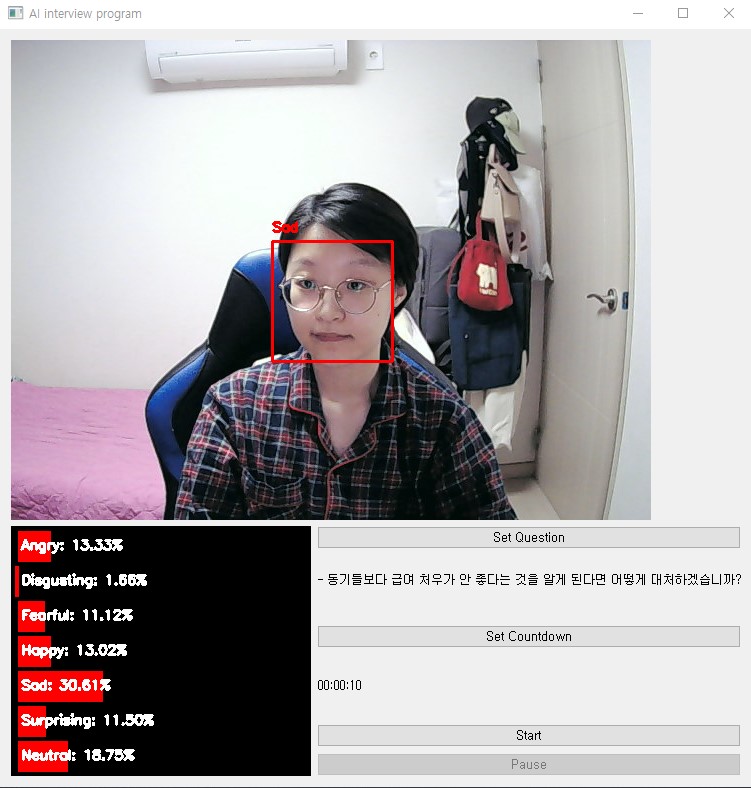 AI interview program
Sad
Angry: 13.33%
Disgusting: 1.66%
Fearful: 11.12%
Happy: 13.02%
Sad: 30.61%
Surprising: 11.50%
Neutral: 18.75%
Set Question
- 동기들보다 급여 처우가 안 좋다는 것을 알게 된다면 어떻게 대처하겠습니까?
Set Countdown
00:00:10
Start
Pause